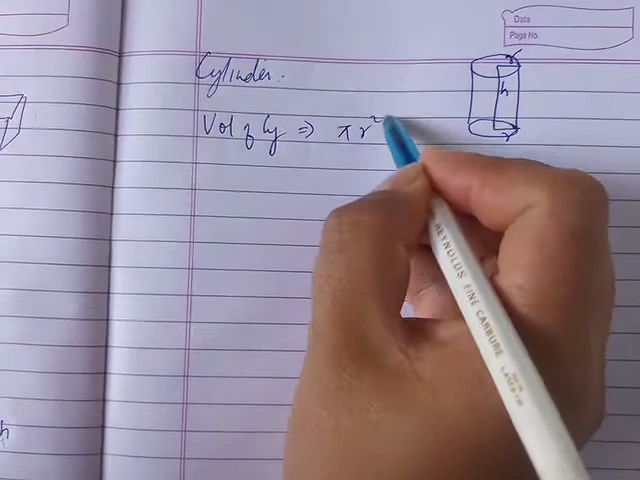 Date
Page No.
Cylinder.
r
h
r
Vol of Cy ⇒ πr²
REYNOLDS FINE CARBURE
h